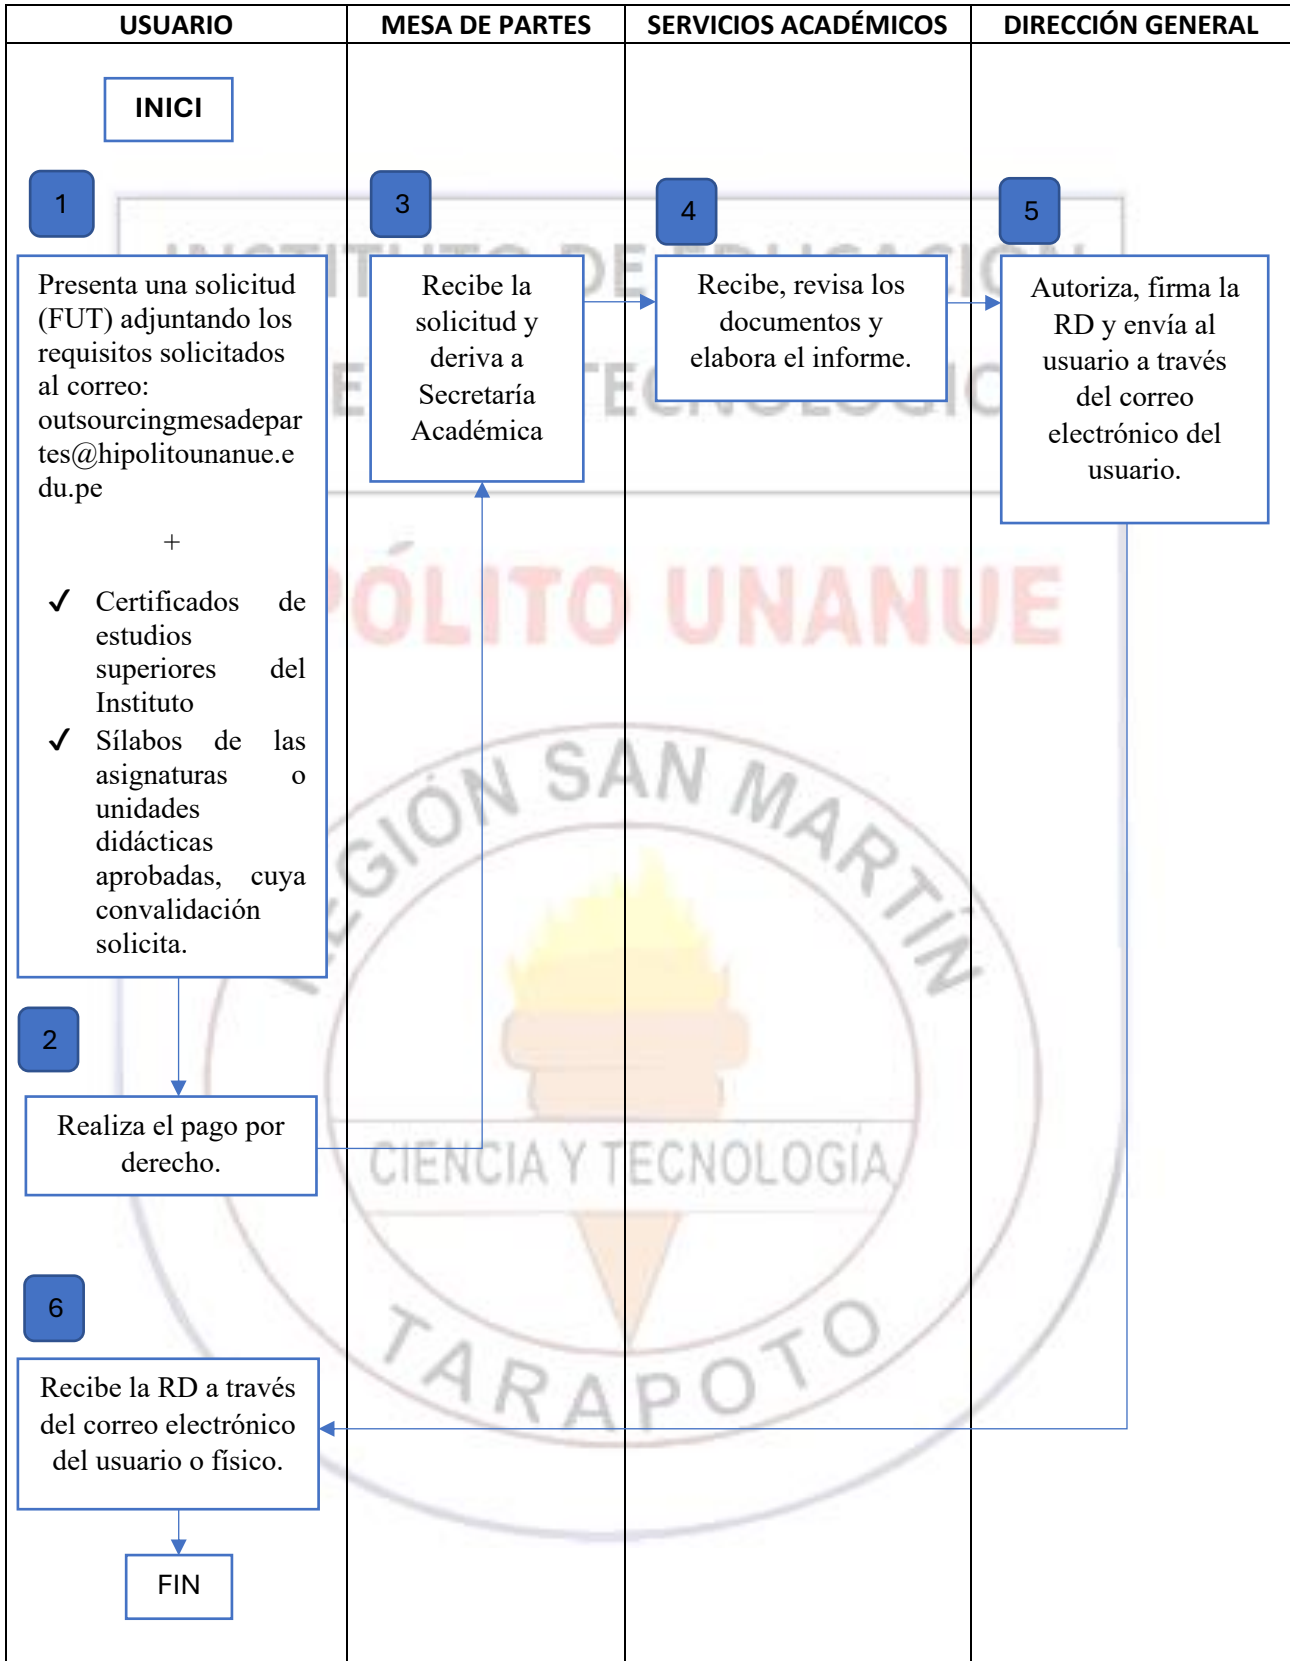 USUARIO
MESA DE PARTES
SERVICIOS ACADÉMICOS
DIRECCIÓN GENERAL
INICI
1
Presenta una solicitud
(FUT) adjuntando los
requisitos solicitados
al correo:
outsourcingmesadepar
tes@hipolitounanue.e
du.pe
+
✓ Certificados de
estudios
superiores del
Instituto
✓ Sílabos de las
asignaturas o
unidades
didácticas
aprobadas, cuya
convalidación
solicita.
2
Realiza el pago por
derecho.
3
Recibe la
solicitud y
deriva a
Secretaría
Académica
4
Recibe, revisa los
documentos y
elabora el informe.
5
Autoriza, firma la
RD y envía al
usuario a través
del correo
electrónico del
usuario.
6
Recibe la RD a través
del correo electrónico
del usuario o físico.
FIN
INSTITUTO DE EDUCACION
TECNOLOGIC
PÓLITO UNANUE
REGIÓN SAN MARTÍN
CIENCIA Y TECNOLOGÍA
TARAPOTO